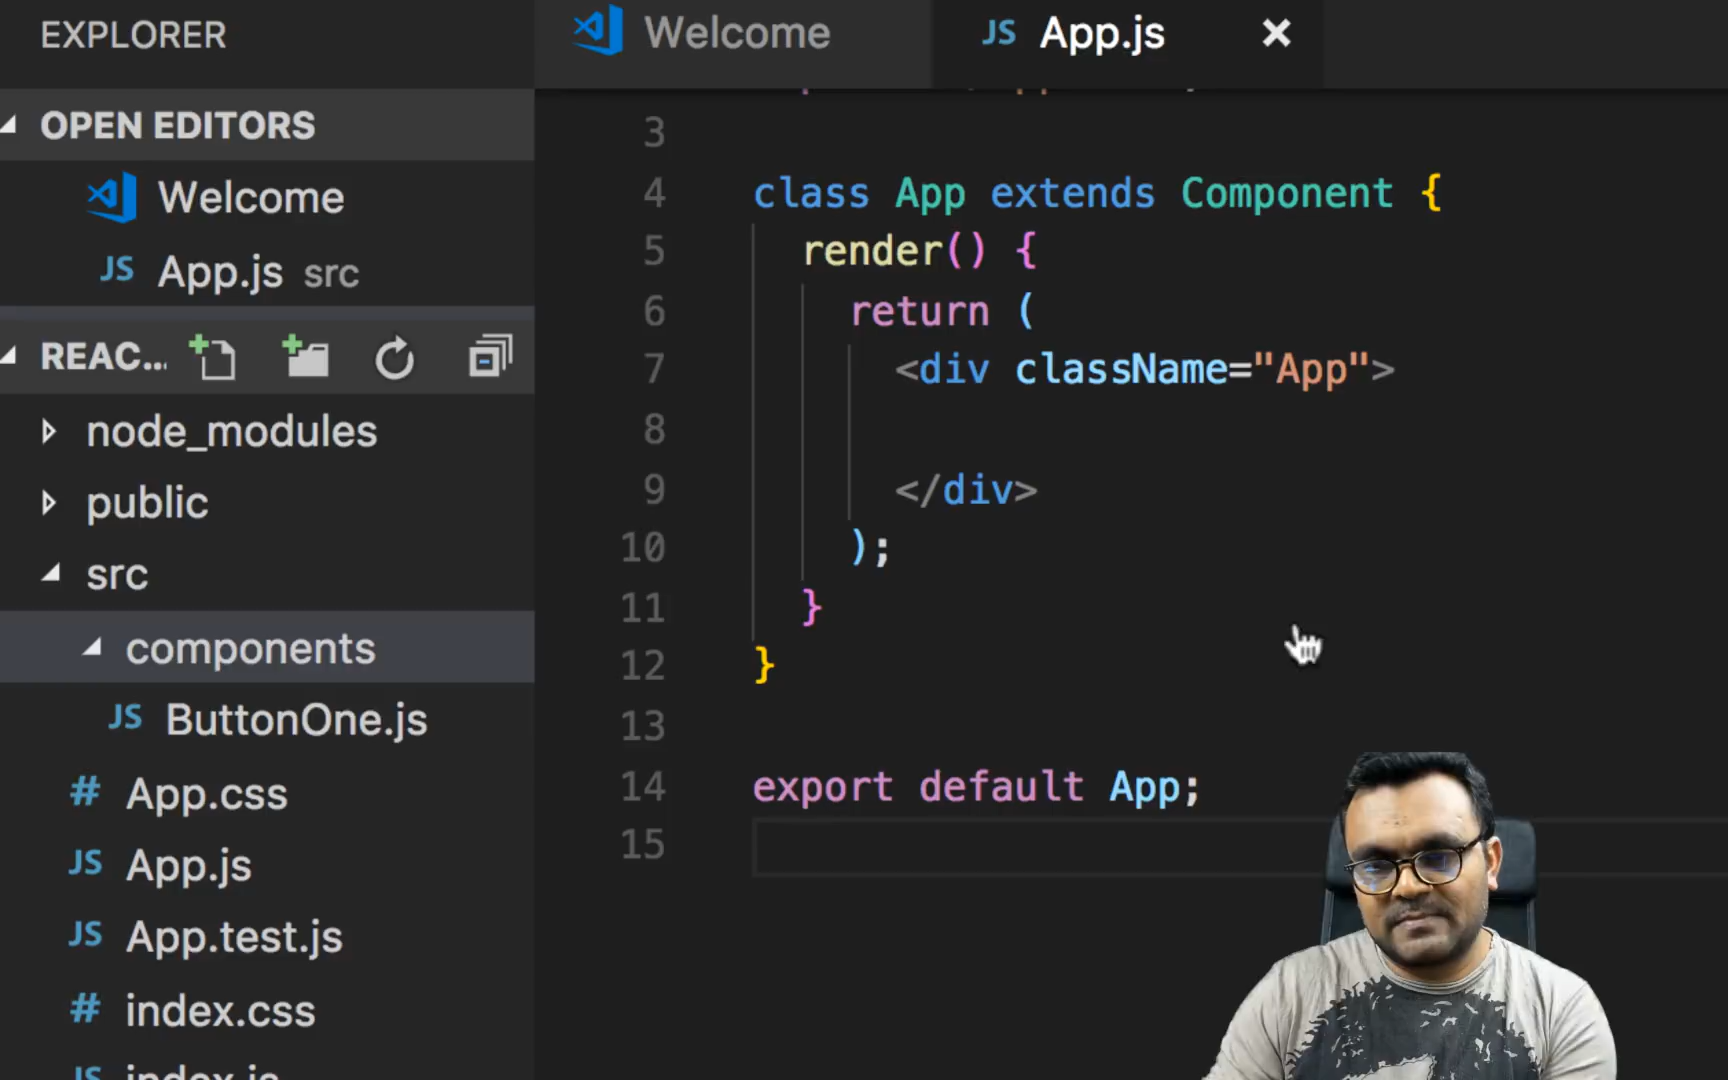 EXPLORER
OPEN EDITORS
Welcome
JS App.js src
REAC...
node_modules
public
src
components
JS ButtonOne.js
# App.css
JS App.js
JS App.test.js
# index.css
JS index.js
Welcome
JS App.js ×
3
4 class App extends Component {
5 render() {
6 return (
7 <div className="App">
8
9 </div>
10 );
11 }
12 }
13
14 export default App;
15